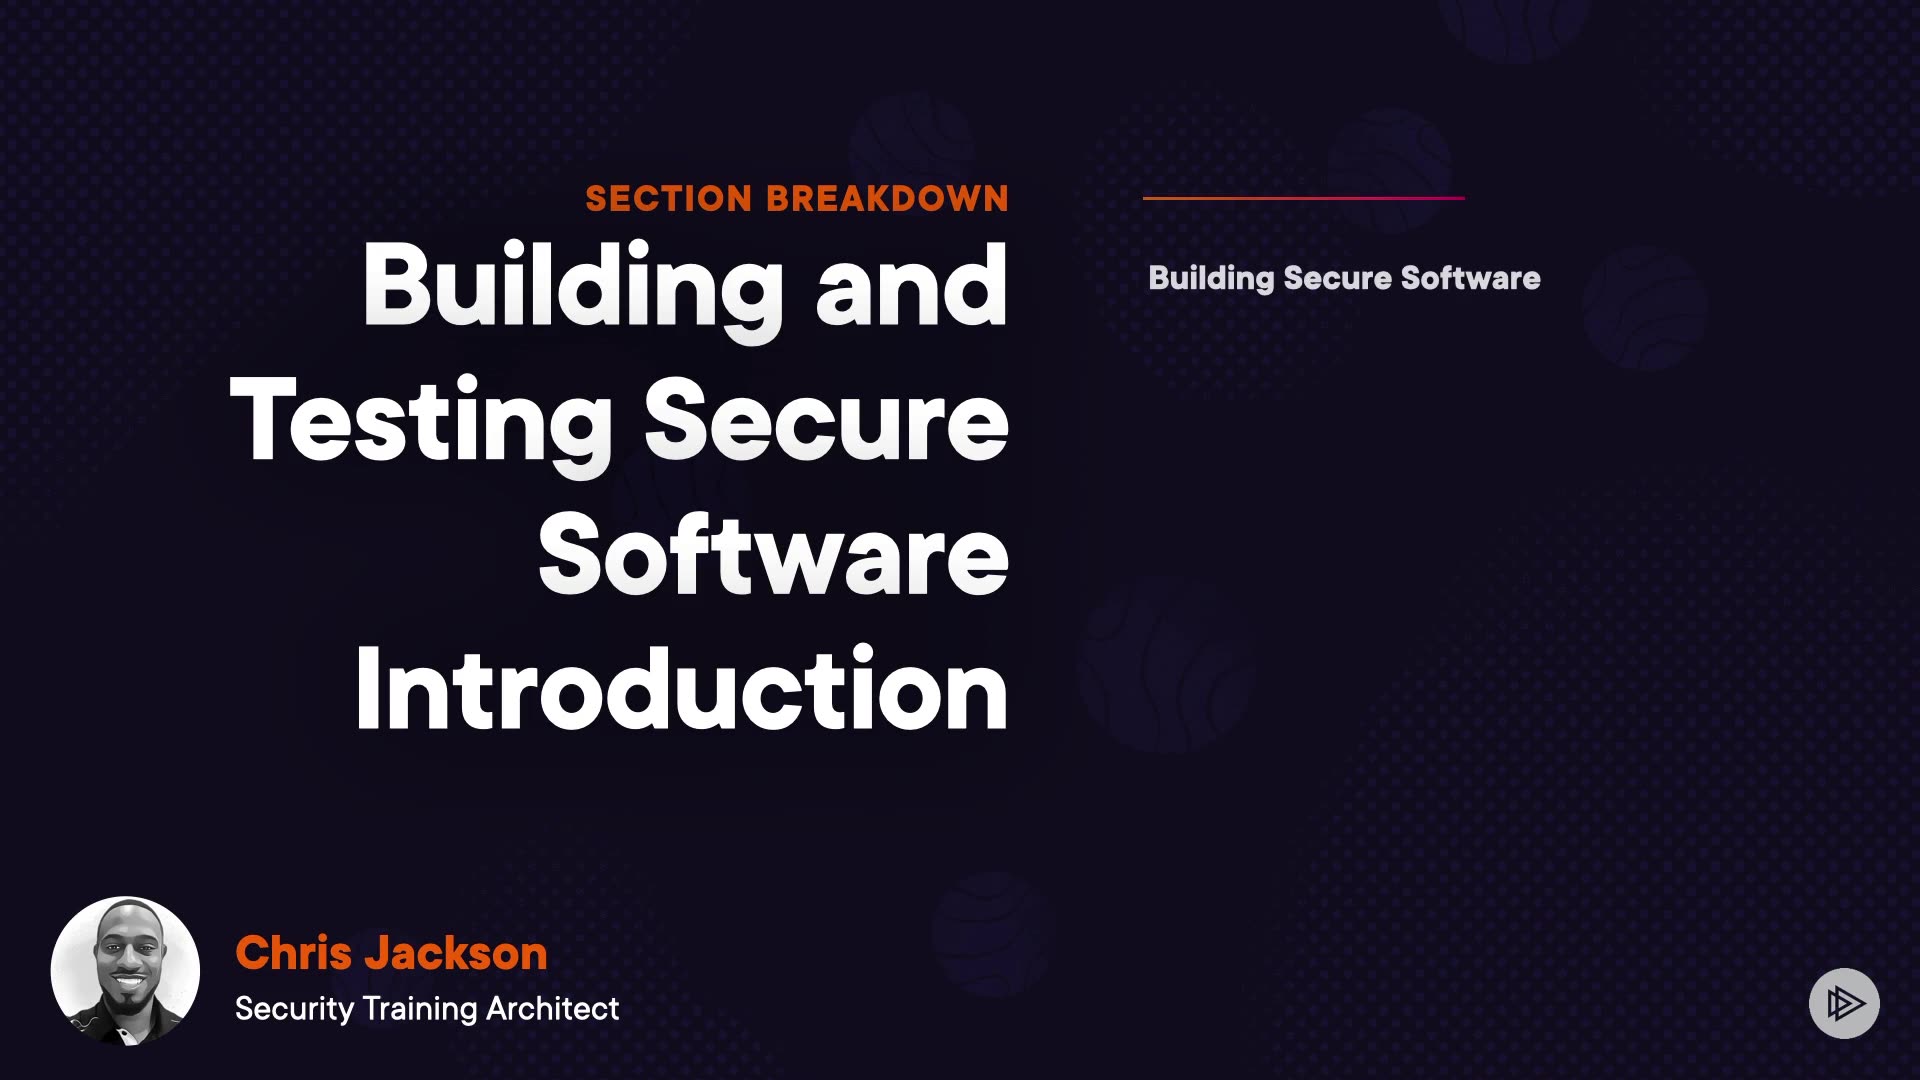 SECTION BREAKDOWN
Building and
Testing Secure
Software
Introduction
Building Secure Software
Chris Jackson
Security Training Architect